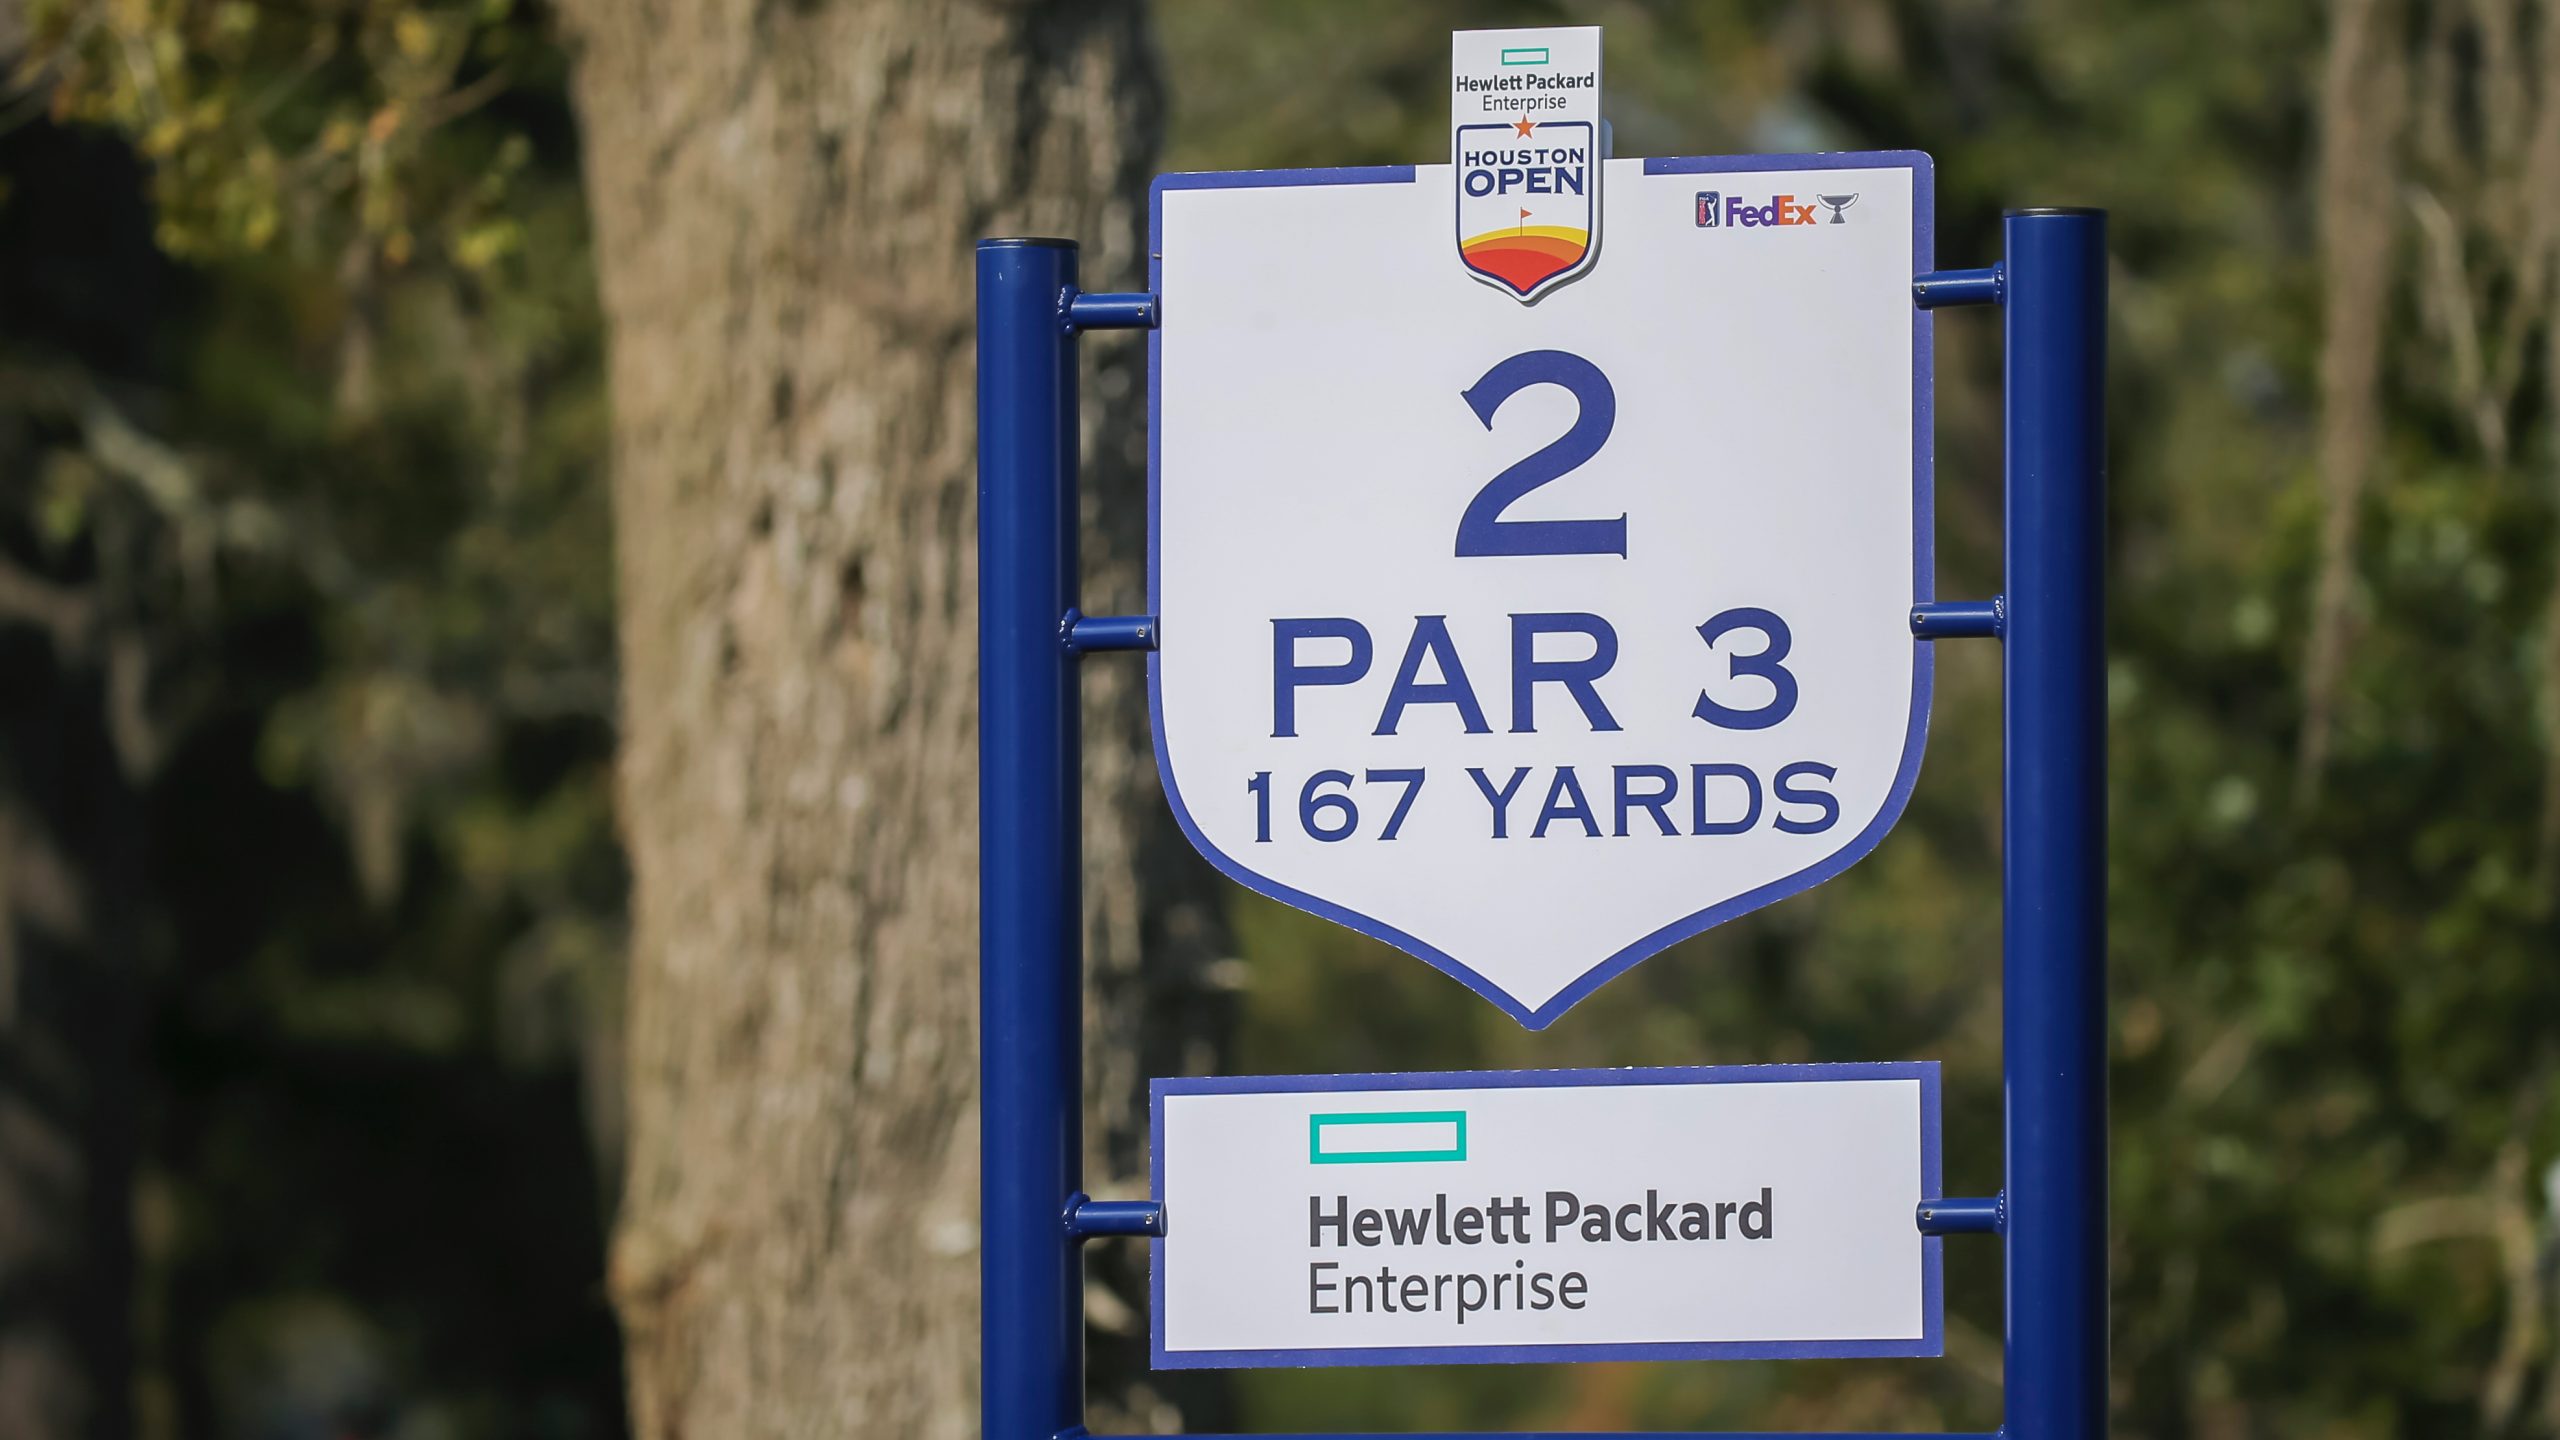 Hewlett Packard
Enterprise
HOUSTON
OPEN
FedEx
2
PAR 3
167 YARDS
Hewlett Packard
Enterprise